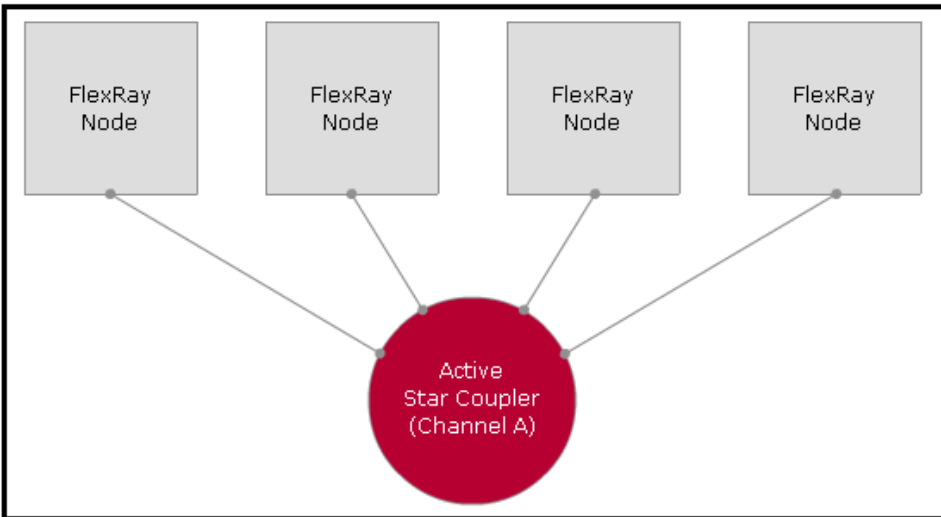 FlexRay
Node
FlexRay
Node
FlexRay
Node
FlexRay
Node
Active
Star Coupler
(Channel A)